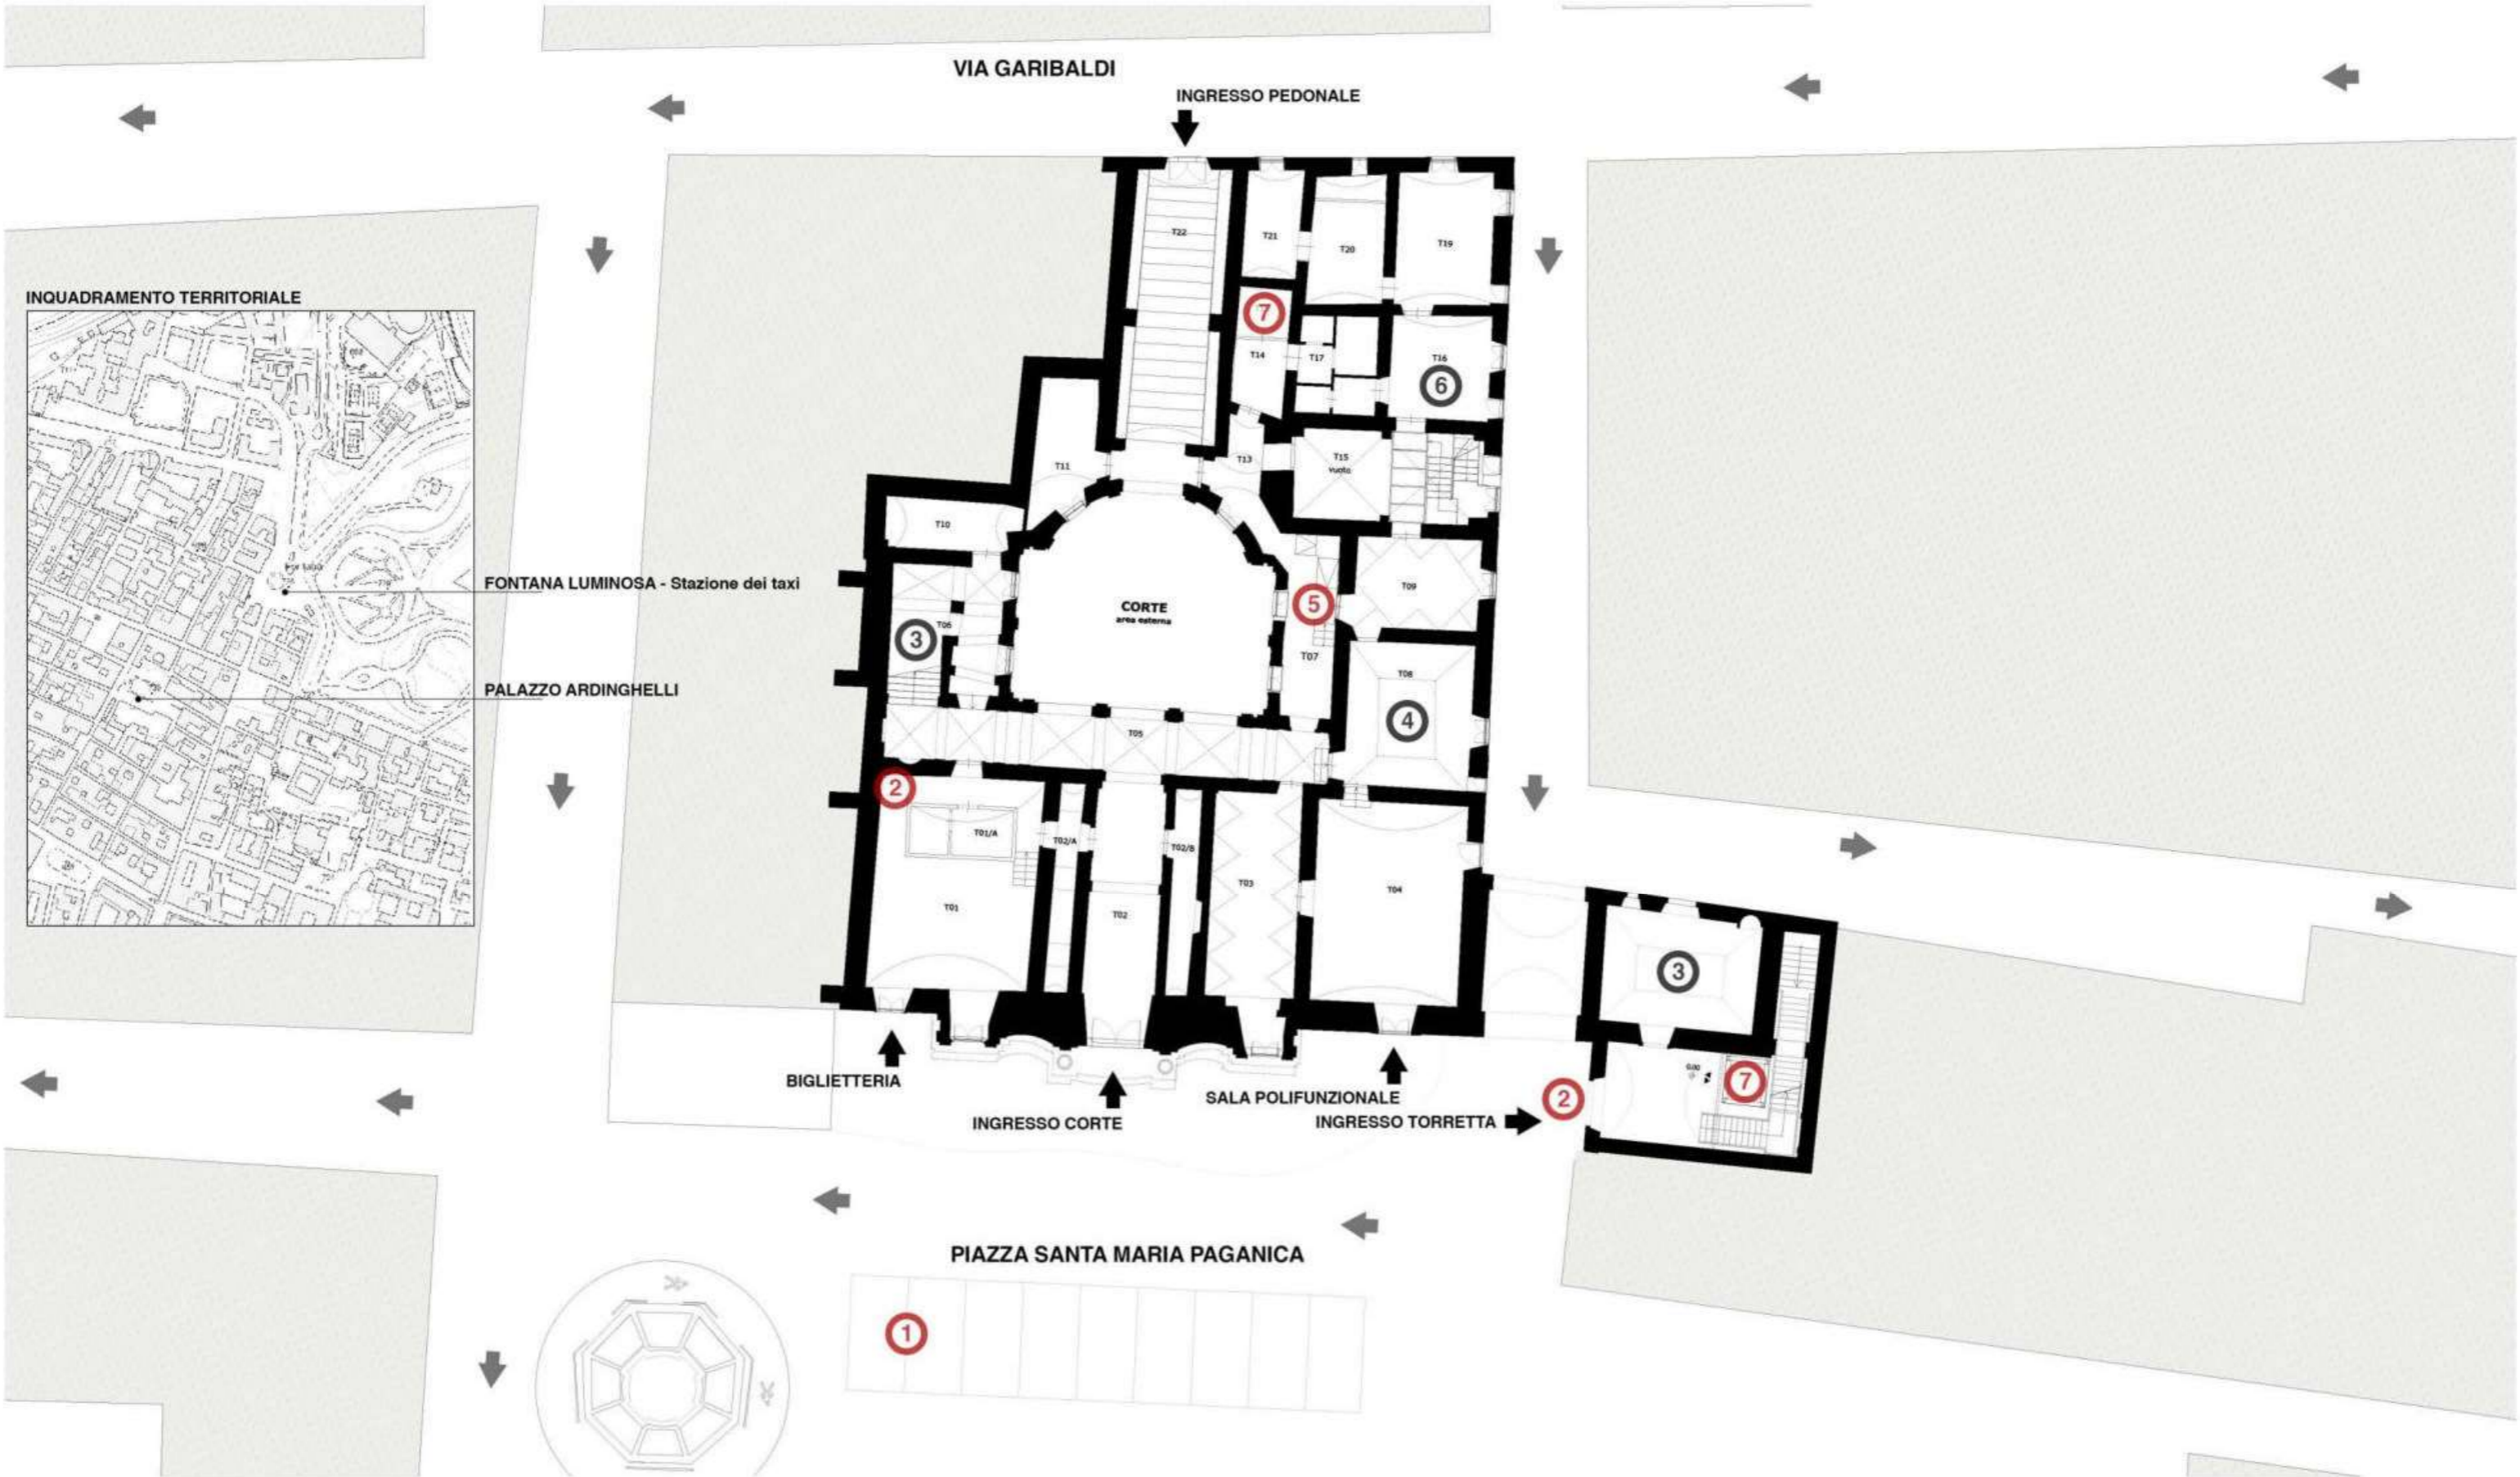 VIA GARIBALDI
INGRESSO PEDONALE
T22
T21
T20
T19
INQUADRAMENTO TERRITORIALE
7
T14
T17
T16
6
T11
T13
T15
vuoto
T10
FONTANA LUMINOSA - Stazione dei taxi
T09
5
CORTE
area esterna
T06
3
T07
T08
PALAZZO ARDINGHELLI
4
T05
2
T01/A
T02/A
T02/B
T03
T04
T01
T02
3
BIGLIETTERIA
INGRESSO CORTE
SALA POLIFUNZIONALE
INGRESSO TORRETTA
2
0.00
7
PIAZZA SANTA MARIA PAGANICA
1